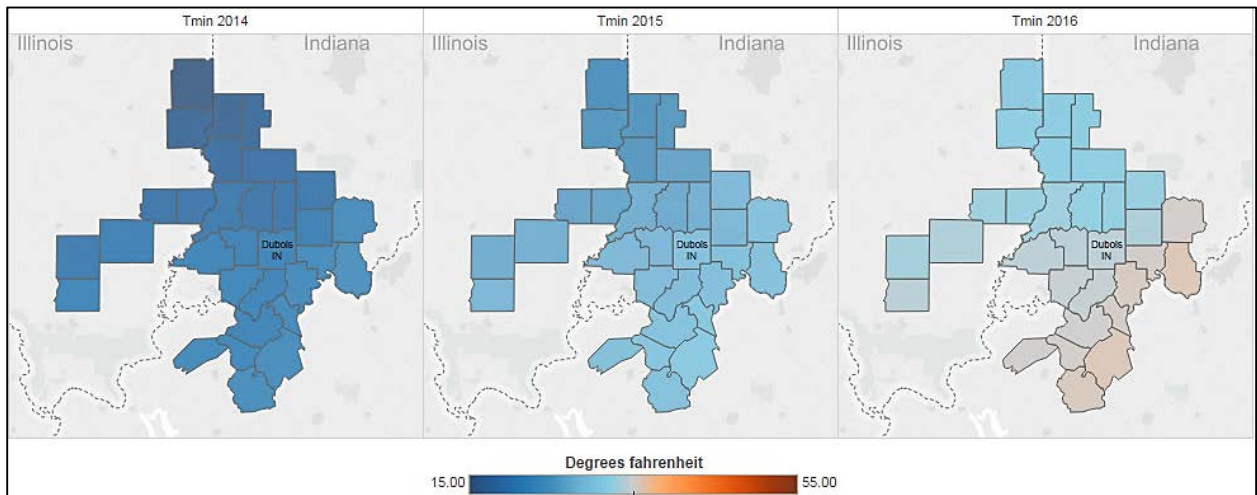 Tmin 2014
Tmin 2015
Tmin 2016
Illinois
Indiana
Illinois
Indiana
Illinois
Indiana
Dubois
IN
Dubois
IN
Dubois
IN
Degrees fahrenheit
15.00
55.00